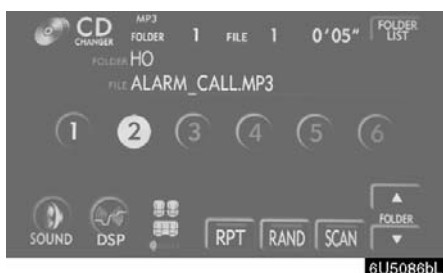 CD CHANGER MP3 FOLDER 1 FILE 1 0'05" FOLDER LIST
FOLDER HO
FILE ALARM_CALL.MP3
1 2 3 4 5 6
SOUND DSP RPT RAND SCAN FOLDER
6U5086bl